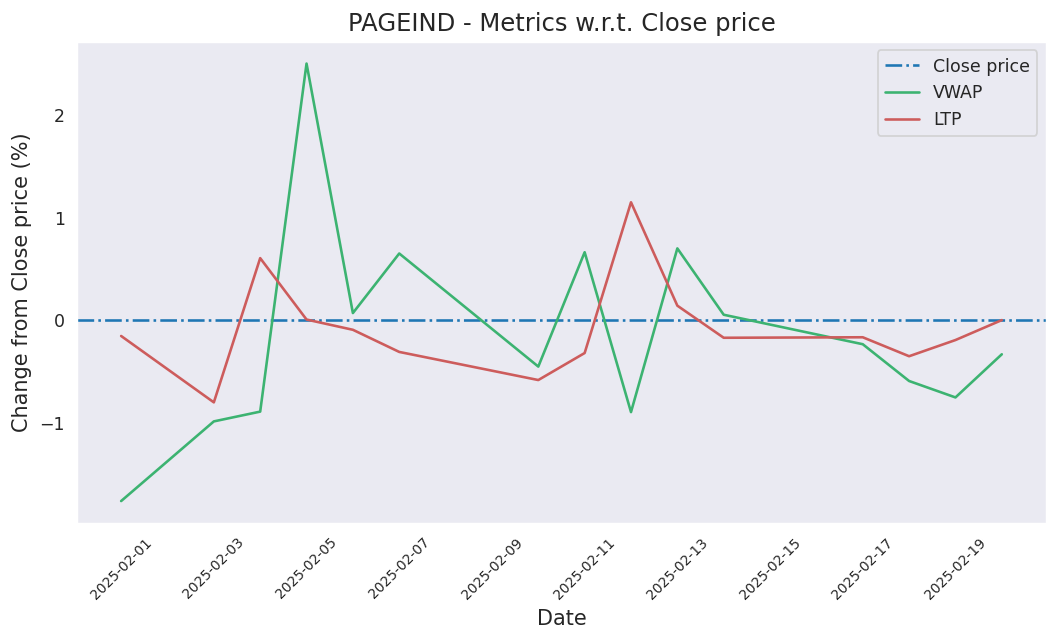 PAGEIND - Metrics w.r.t. Close price
Change from Close price (%)
2
1
0
−1
Close price
VWAP
LTP
2025-02-01
2025-02-03
2025-02-05
2025-02-07
2025-02-09
2025-02-11
2025-02-13
2025-02-15
2025-02-17
2025-02-19
Date